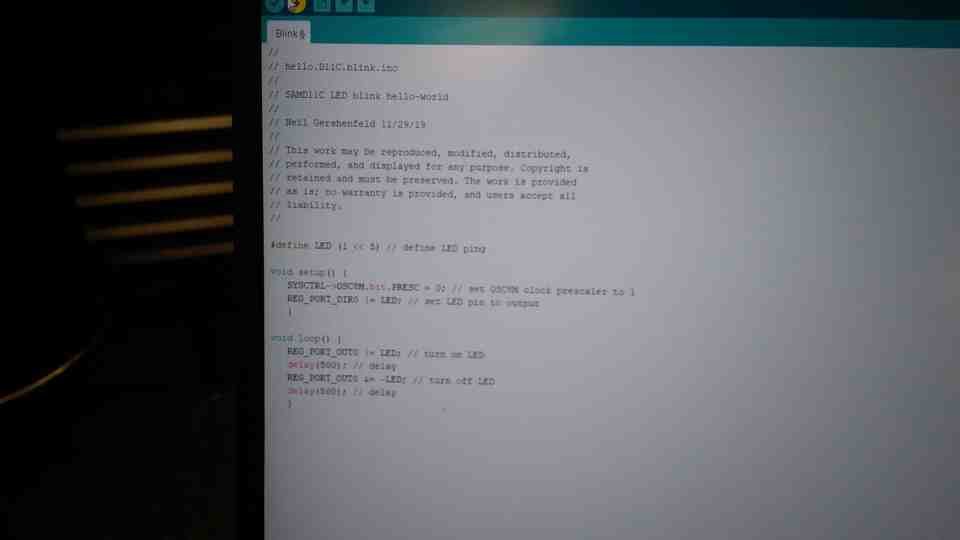 Blink §
//
// hello.D11C.blink.ino
//
// SAMD11C LED blink hello-world
//
// Neil Gershenfeld 11/29/19
//
// This work may be reproduced, modified, distributed,
// performed, and displayed for any purpose. Copyright is
// retained and must be preserved. The work is provided
// as is; no warranty is provided, and users accept all
// liability.
//
#define LED (1 << 5) // define LED ping
void setup() {
SYSCTRL->OSC8M.bit.PRESC = 0; // set OSC8M clock prescaler to 1
REG_PORT_DIR0 |= LED; // set LED pin to output
}
void loop() {
REG_PORT_OUT0 |= LED; // turn on LED
delay(500); // delay
REG_PORT_OUT0 &= ~LED; // turn off LED
delay(500); // delay
}